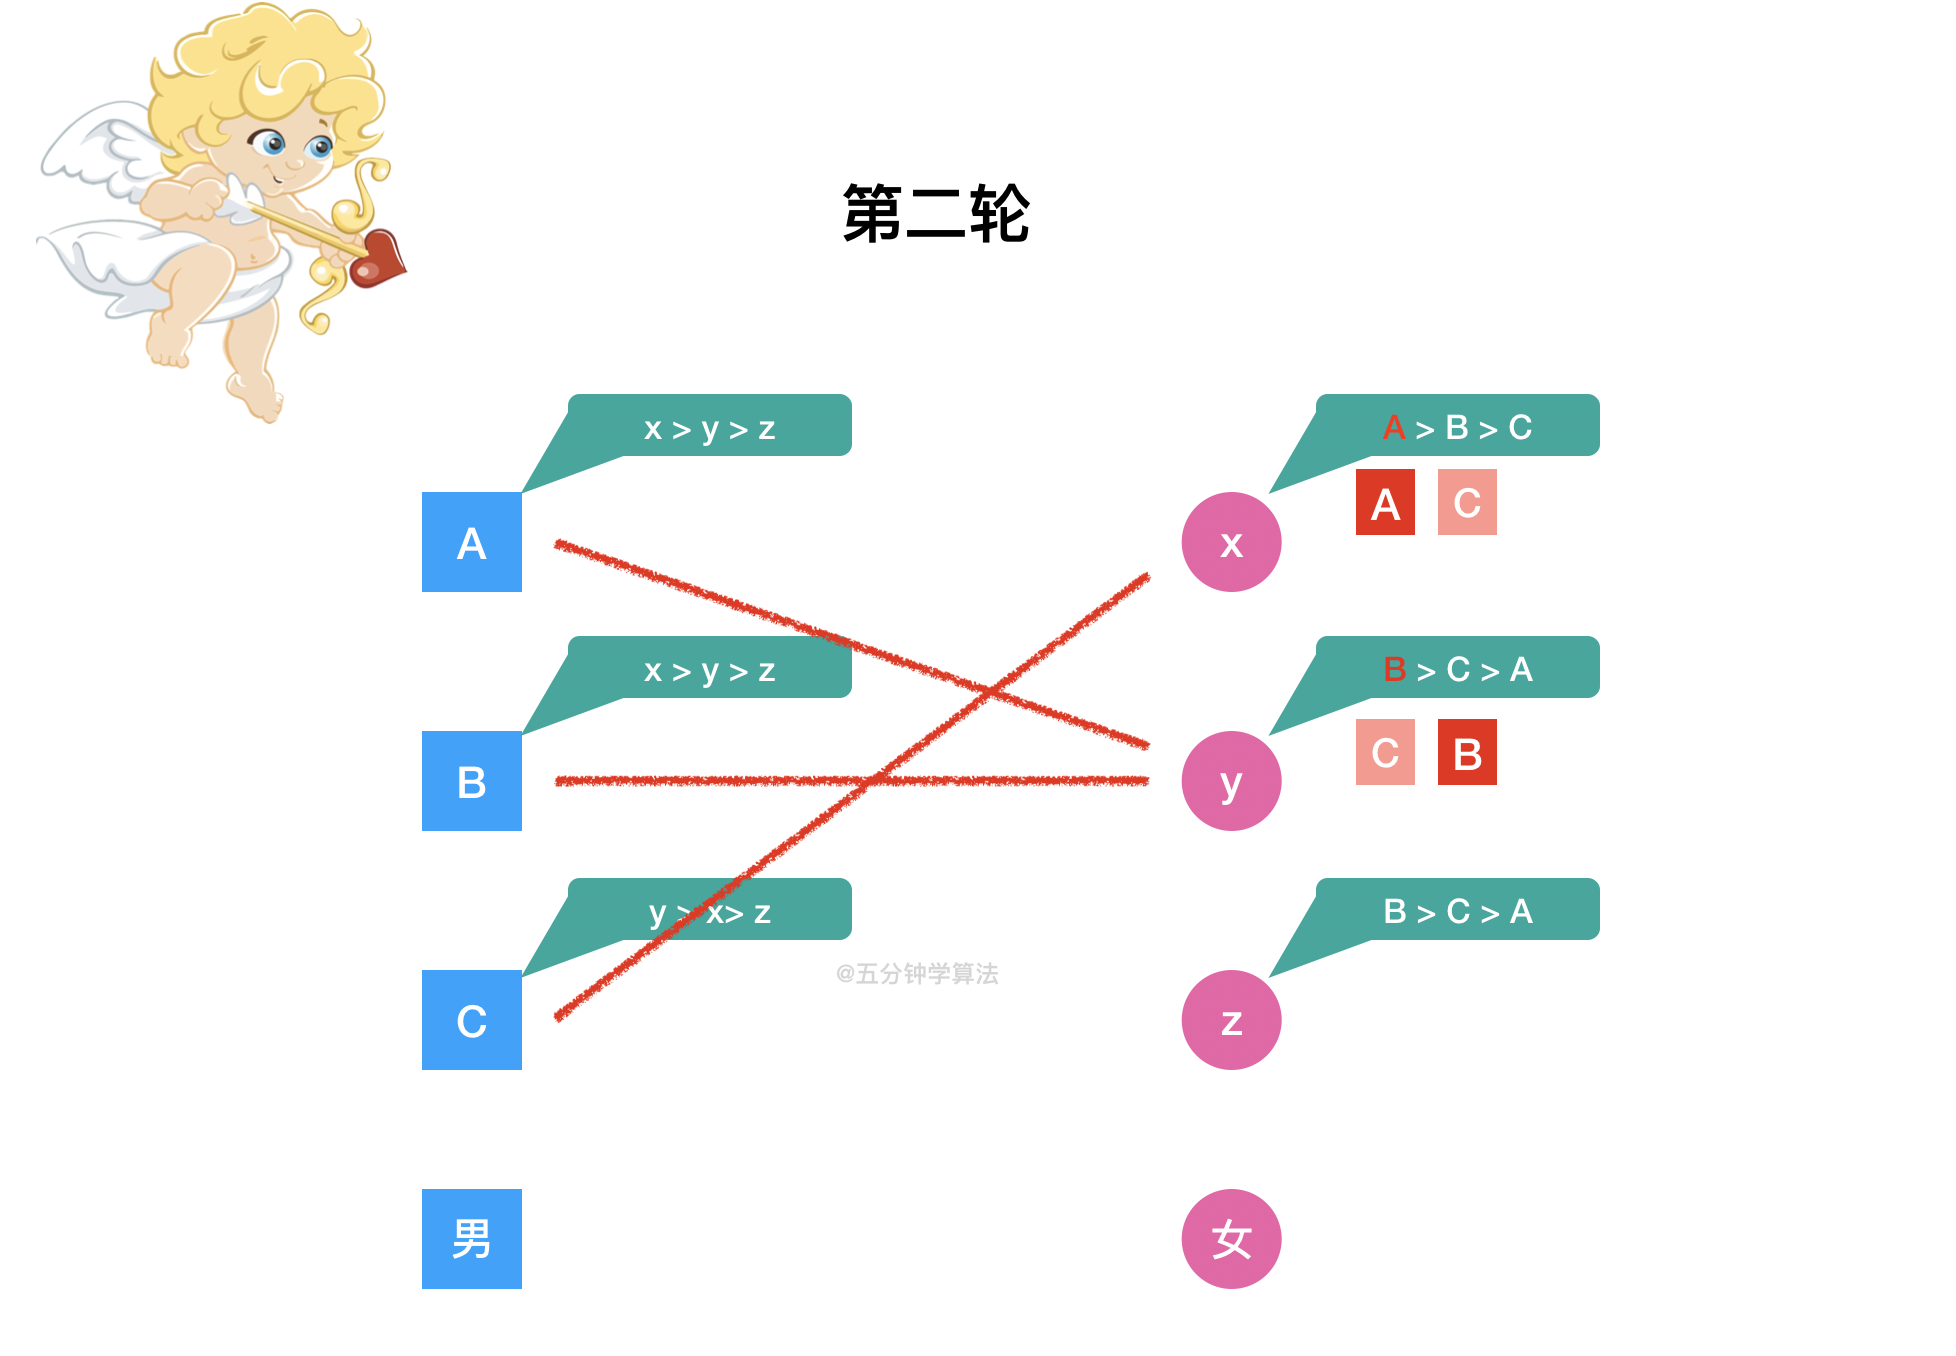 第二轮
x > y > z
A > B > C
A
x
A C
x > y > z
B > C > A
B
y
C B
y > x> z
B > C > A
C
z
@五分钟学算法
男
女